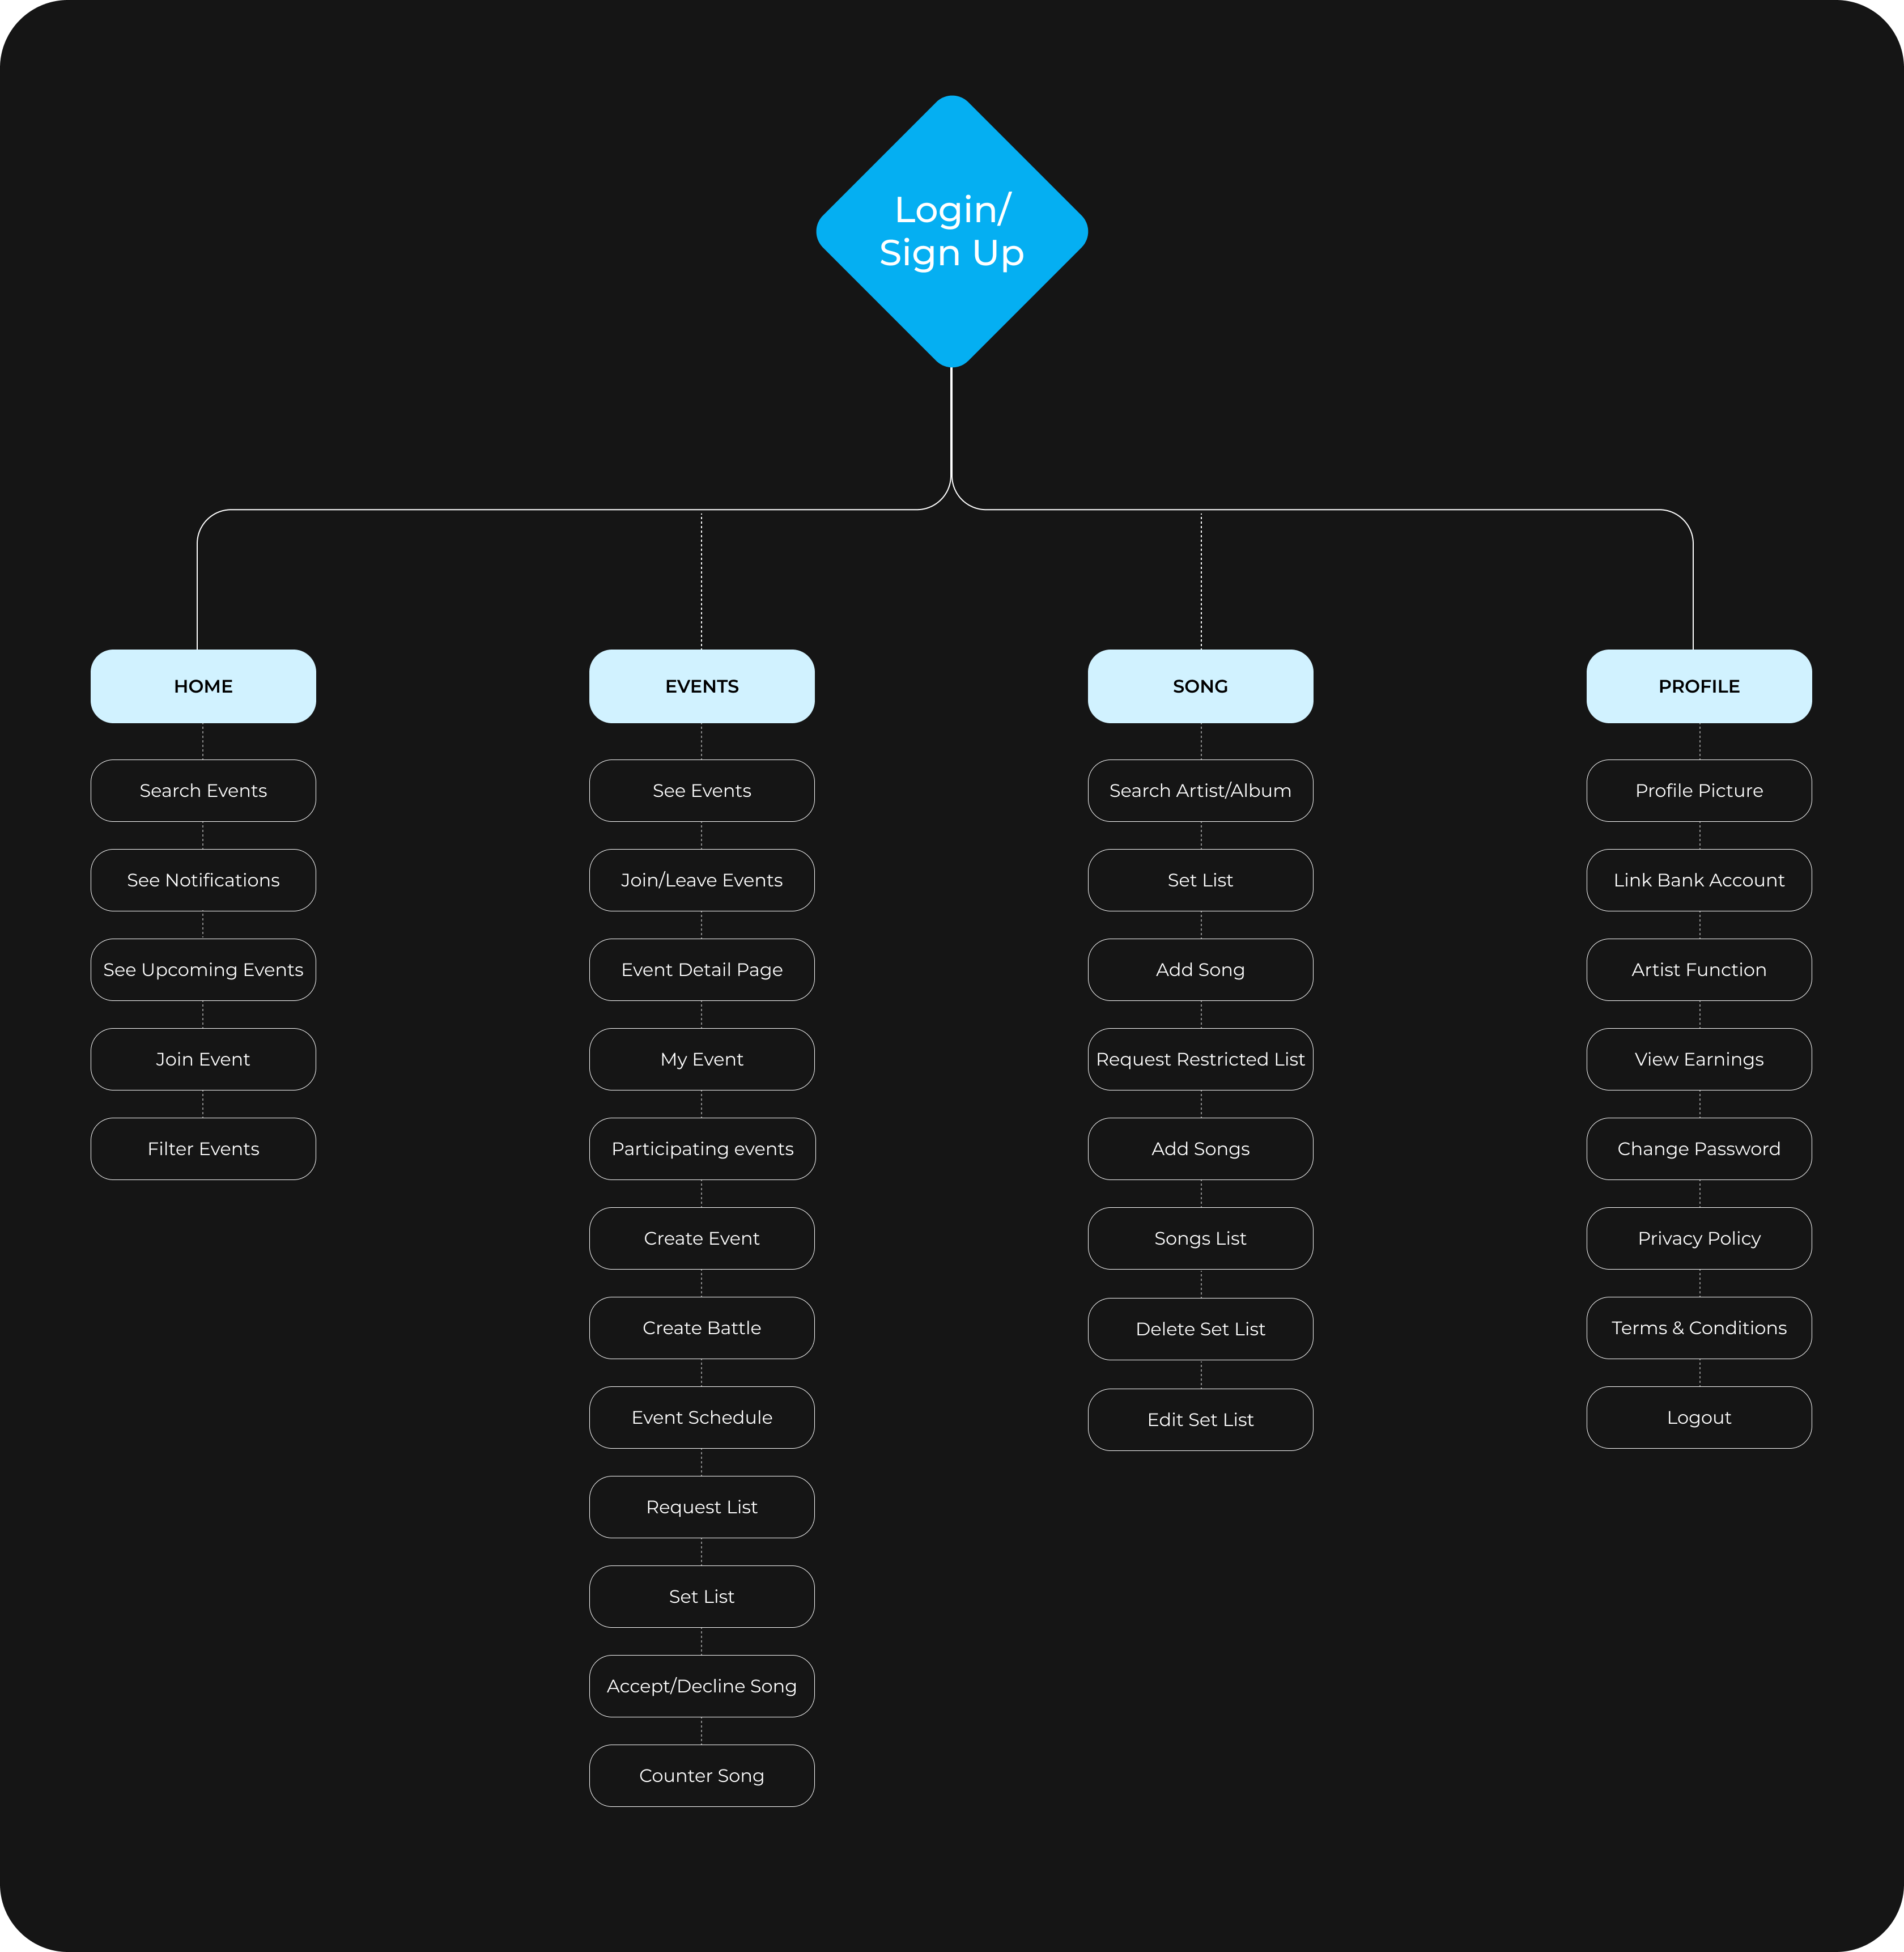 Login/
Sign Up
HOME
Search Events
See Notifications
See Upcoming Events
Join Event
Filter Events
EVENTS
See Events
Join/Leave Events
Event Detail Page
My Event
Participating events
Create Event
Create Battle
Event Schedule
Request List
Set List
Accept/Decline Song
Counter Song
SONG
Search Artist/Album
Set List
Add Song
Request Restricted List
Add Songs
Songs List
Delete Set List
Edit Set List
PROFILE
Profile Picture
Link Bank Account
Artist Function
View Earnings
Change Password
Privacy Policy
Terms & Conditions
Logout